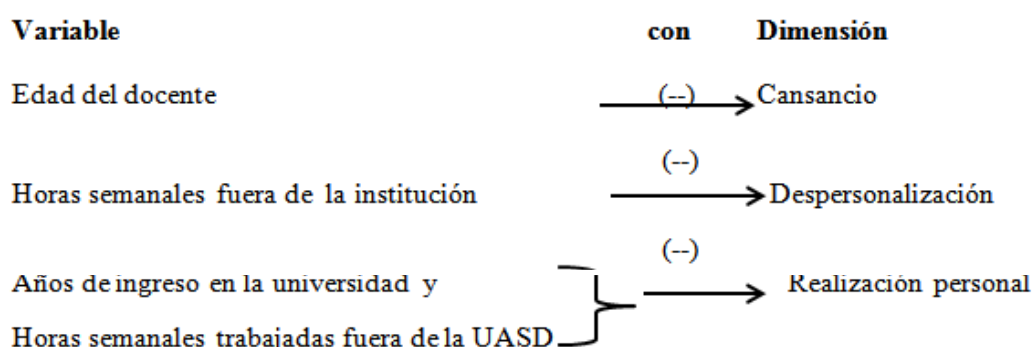 Variable con Dimensión
Edad del docente (--) Cansancio
(--)
Horas semanales fuera de la institución Despersonalización
(--)
Años de ingreso en la universidad y Realización personal
Horas semanales trabajadas fuera de la UASD